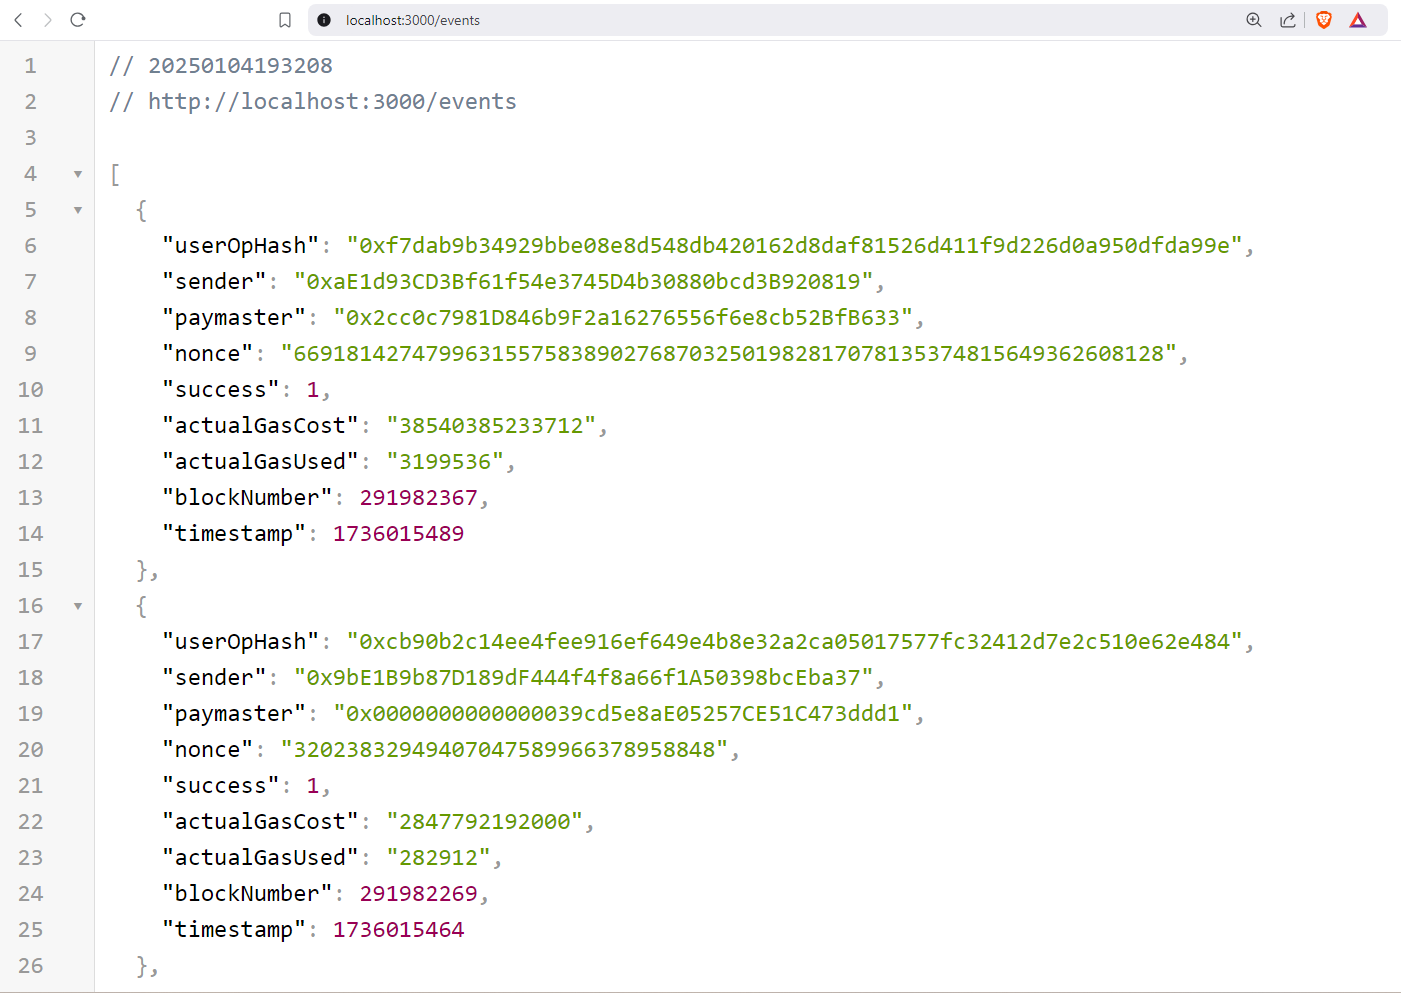 localhost:3000/events
1 // 20250104193208
2 // http://localhost:3000/events
3
4 [
5 {
6 "userOpHash": "0xf7dab9b34929bbe08e8d548db420162d8daf81526d411f9d226d0a950dfda99e",
7 "sender": "0xaE1d93CD3Bf61f54e3745D4b30880bcd3B920819",
8 "paymaster": "0x2cc0c7981D846b9F2a16276556f6e8cb52BfB633",
9 "nonce": "6691814274799631557583890276870325019828170781353748156493626​08128",
10 "success": 1,
11 "actualGasCost": "38540385233712",
12 "actualGasUsed": "3199536",
13 "blockNumber": 291982367,
14 "timestamp": 1736015489
15 },
16 {
17 "userOpHash": "0xcb90b2c14ee4fee916ef649e4b8e32a2ca05017577fc32412d7e2c510e62e484",
18 "sender": "0x9bE1B9b87D189dF444f4f8a66f1A50398bcEba37",
19 "paymaster": "0x0000000000000039cd5e8aE05257CE51C473ddd1",
20 "nonce": "32023832949407047589966378958848",
21 "success": 1,
22 "actualGasCost": "2847792192000",
23 "actualGasUsed": "282912",
24 "blockNumber": 291982269,
25 "timestamp": 1736015464
26 },